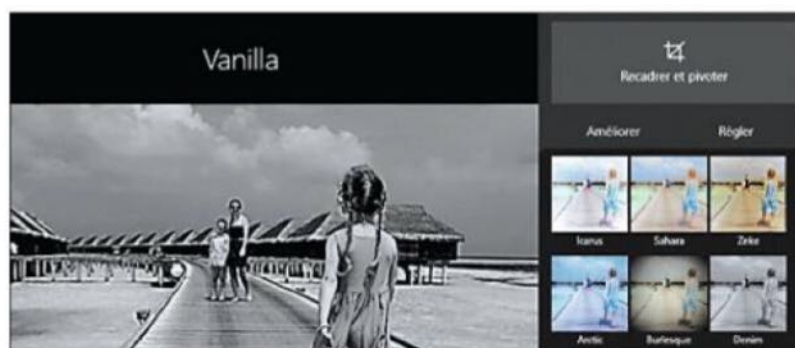 Vanilla
Recadrer et pivoter
Améliorer Régler
Icarus Sahara Zeke
Arctic Burlesque Denim